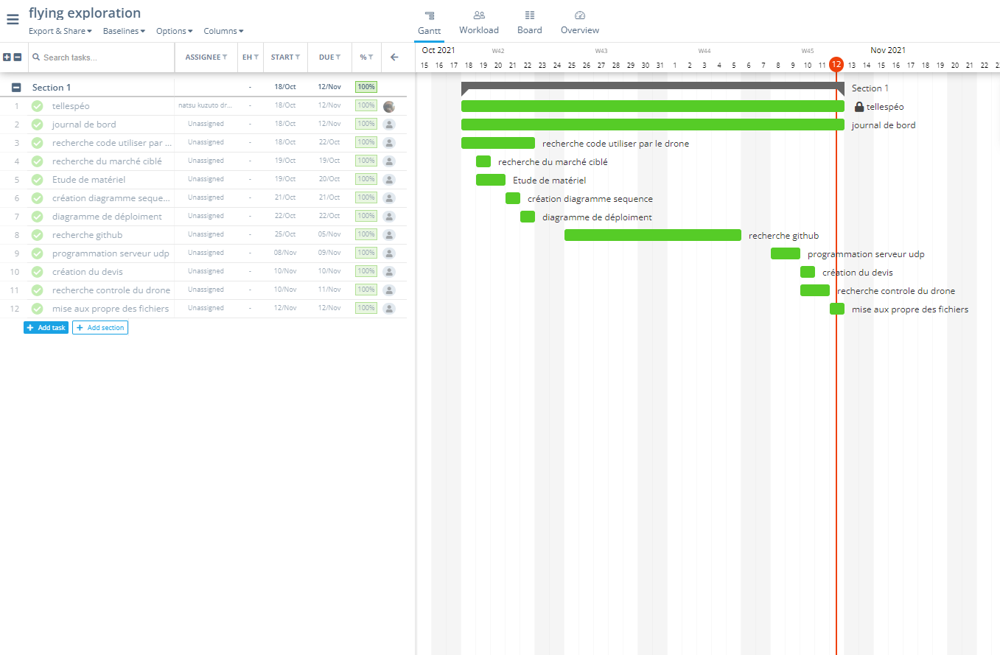 flying exploration
Export & Share Baselines Options Columns
Gantt Workload Board Overview
Search tasks... ASSIGNEE EH START DUE %
Oct 2021 W42 W43 W44 W45 Nov 2021
15 16 17 18 19 20 21 22 23 24 25 26 27 28 29 30 31 1 2 3 4 5 6 7 8 9 10 11 12 13 14 15 16 17 18 19 20 21 22
Section 1 - 18/Oct 12/Nov 100% Section 1
1 tellespéo natsu kuzuto dr... - 18/Oct 12/Nov 100% tellespéo
2 journal de bord Unassigned - 18/Oct 12/Nov 100% journal de bord
3 recherche code utiliser par ... Unassigned - 18/Oct 22/Oct 100% recherche code utiliser par le drone
4 recherche du marché ciblé Unassigned - 19/Oct 19/Oct 100% recherche du marché ciblé
5 Etude de matériel Unassigned - 19/Oct 20/Oct 100% Etude de matériel
6 création diagramme seque... Unassigned - 21/Oct 21/Oct 100% création diagramme sequence
7 diagramme de déploiment Unassigned - 22/Oct 22/Oct 100% diagramme de déploiment
8 recherche github Unassigned - 25/Oct 05/Nov 100% recherche github
9 programmation serveur udp Unassigned - 08/Nov 09/Nov 100% programmation serveur udp
10 création du devis Unassigned - 10/Nov 10/Nov 100% création du devis
11 recherche controle du drone Unassigned - 10/Nov 11/Nov 100% recherche controle du drone
12 mise aux propre des fichiers Unassigned - 12/Nov 12/Nov 100% mise aux propre des fichiers
Add task Add section